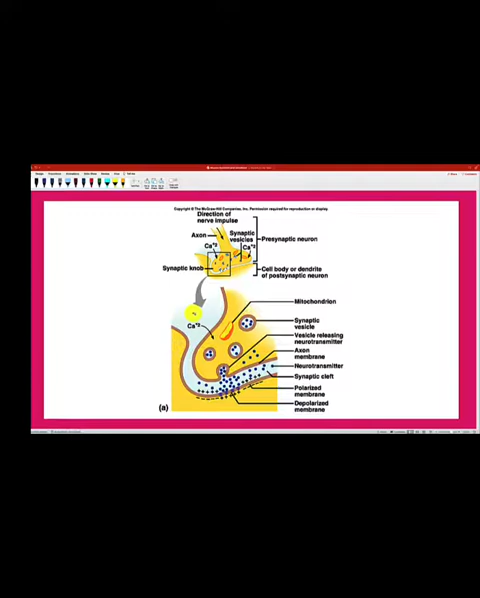 Copyright © The McGraw-Hill Companies, Inc. Permission required for reproduction or display.
Direction of
nerve impulse
Axon
Synaptic
vesicles
Ca+2
Ca+2
Presynaptic neuron
Synaptic knob
Cell body or dendrite
of postsynaptic neuron
Mitochondrion
Ca+2
Synaptic
vesicle
Vesicle releasing
neurotransmitter
Axon
membrane
Neurotransmitter
Synaptic cleft
Polarized
membrane
Depolarized
membrane
(a)